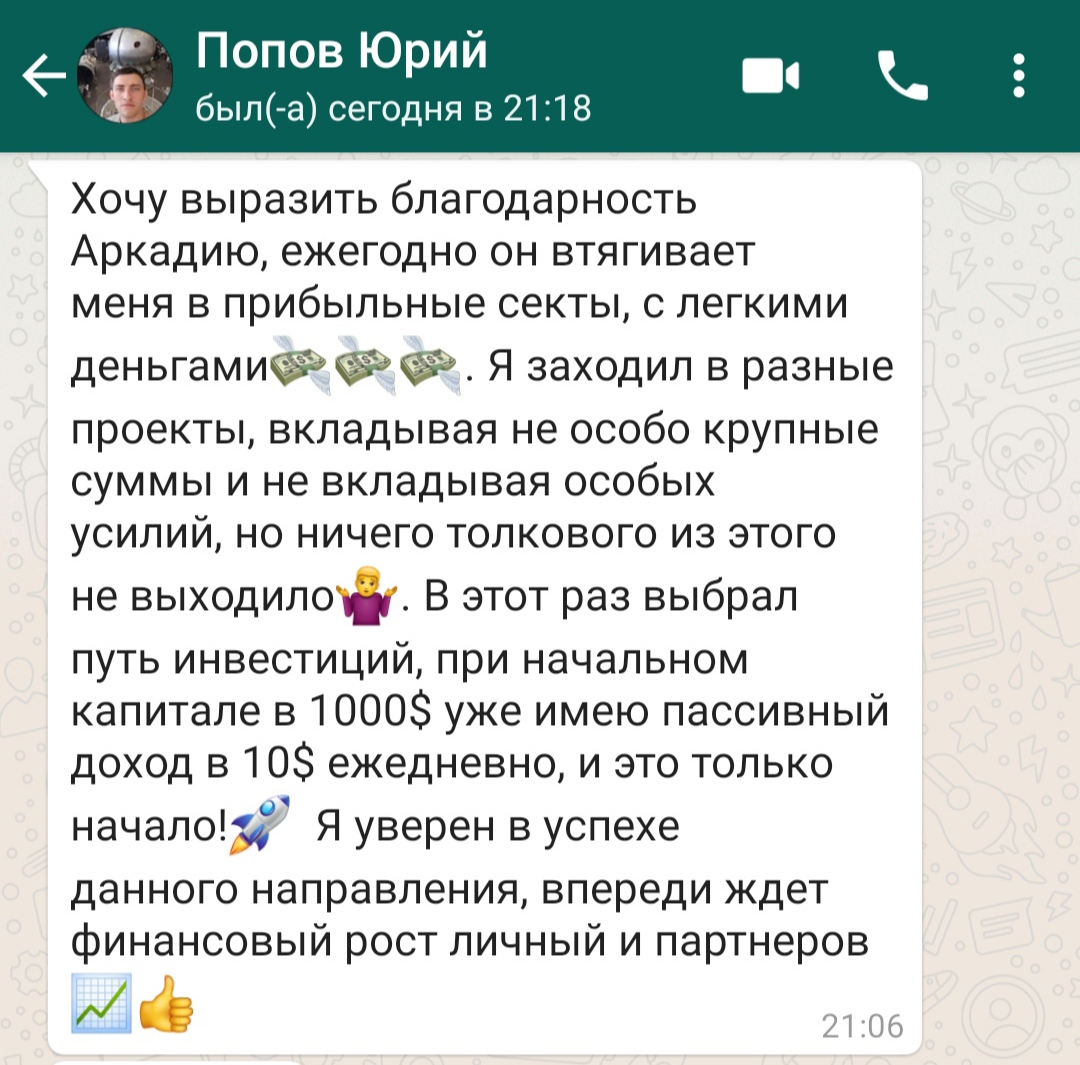 Попов Юрий
был(-а) сегодня в 21:18
Хочу выразить благодарность
Аркадию, ежегодно он втягивает
меня в прибыльные секты, с легкими
деньгами💸💸💸. Я заходил в разные
проекты, вкладывая не особо крупные
суммы и не вкладывая особых
усилий, но ничего толкового из этого
не выходило🤷‍♂️. В этот раз выбрал
путь инвестиций, при начальном
капитале в 1000$ уже имею пассивный
доход в 10$ ежедневно, и это только
начало!🚀 Я уверен в успехе
данного направления, впереди ждет
финансовый рост личный и партнеров
📈👍
21:06